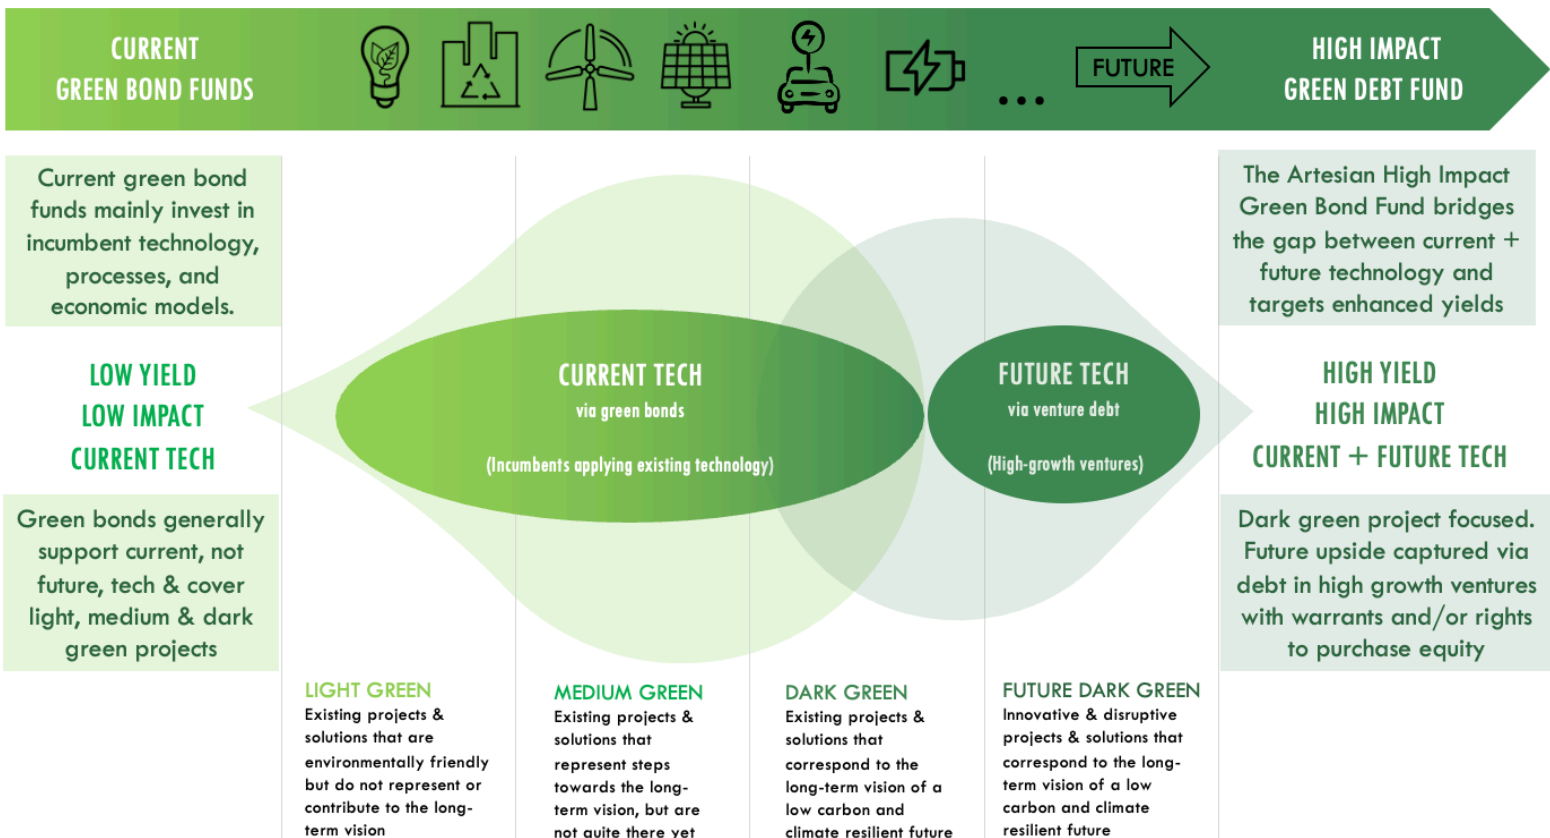 CURRENT
GREEN BOND FUNDS
FUTURE
HIGH IMPACT
GREEN DEBT FUND
Current green bond
funds mainly invest in
incumbent technology,
processes, and
economic models.
LOW YIELD
LOW IMPACT
CURRENT TECH
Green bonds generally
support current, not
future, tech & cover
light, medium & dark
green projects
CURRENT TECH
via green bonds
(Incumbents applying existing technology)
FUTURE TECH
via venture debt
(High-growth ventures)
The Artesian High Impact
Green Bond Fund bridges
the gap between current +
future technology and
targets enhanced yields
HIGH YIELD
HIGH IMPACT
CURRENT + FUTURE TECH
Dark green project focused.
Future upside captured via
debt in high growth ventures
with warrants and/or rights
to purchase equity
LIGHT GREEN
Existing projects &
solutions that are
environmentally friendly
but do not represent or
contribute to the long-
term vision
MEDIUM GREEN
Existing projects &
solutions that
represent steps
towards the long-
term vision, but are
not quite there yet
DARK GREEN
Existing projects &
solutions that
correspond to the
long-term vision of a
low carbon and
climate resilient future
FUTURE DARK GREEN
Innovative & disruptive
projects & solutions that
correspond to the long-
term vision of a low
carbon and climate
resilient future